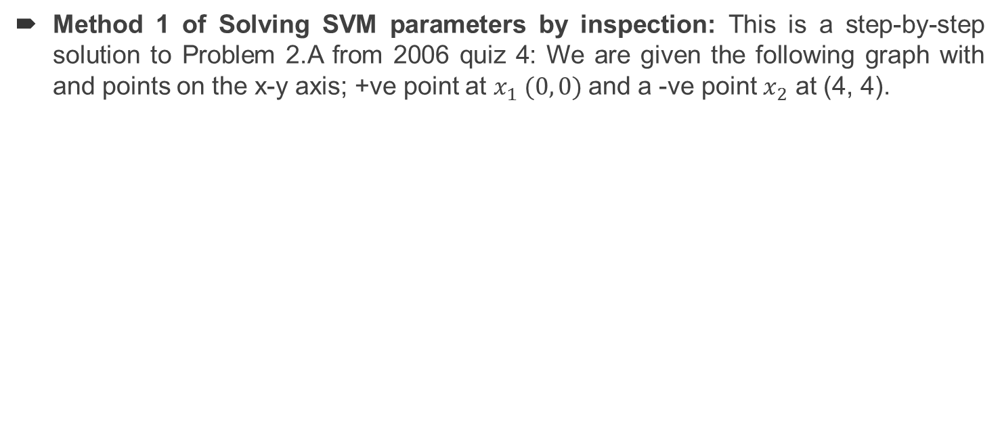 Method 1 of Solving SVM parameters by inspection: This is a step-by-step
solution to Problem 2.A from 2006 quiz 4: We are given the following graph with
and points on the x-y axis; +ve point at x₁ (0,0) and a -ve point x₂ at (4, 4).